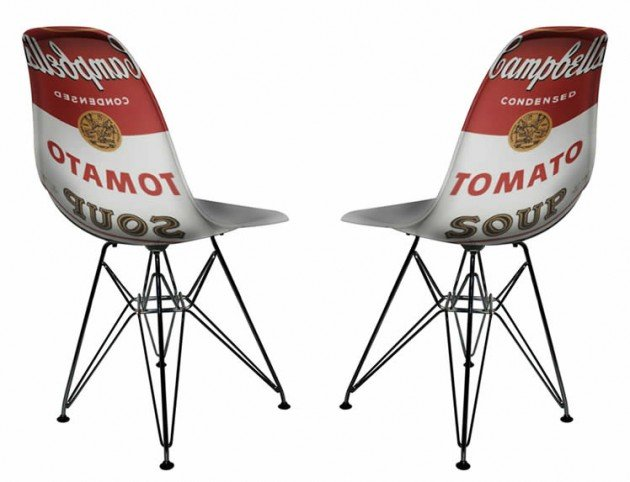 Campbell's
CONDENSED
TOMATO
SOUP
Campbell's
CONDENSED
TOMATO
SOUP